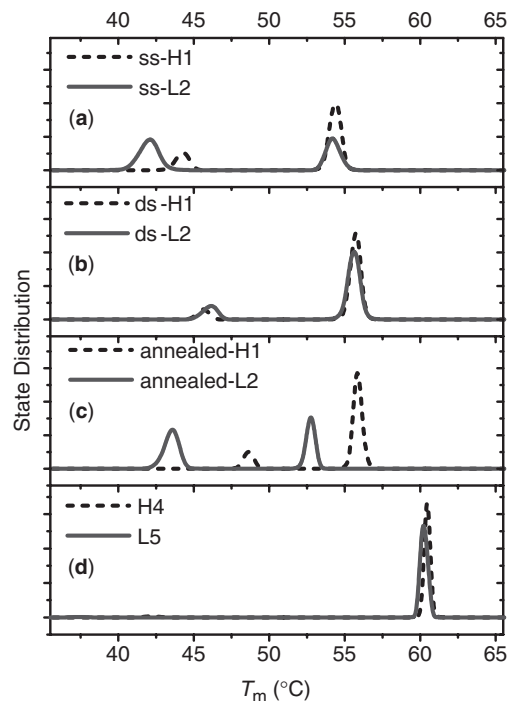 40 45 50 55 60 65
ss-H1
ss-L2
(a)
ds-H1
ds-L2
(b)
annealed-H1
annealed-L2
(c)
H4
L5
(d)
State Distribution
40 45 50 55 60 65
Tm (°C)